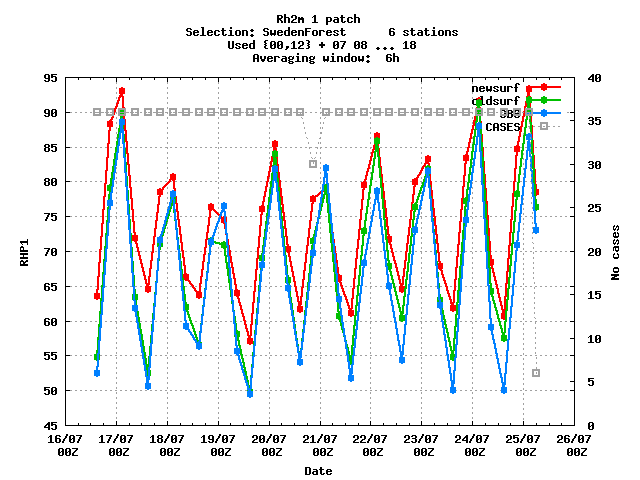 Rh2m 1 patch
Selection: SwedenForest 6 stations
Used {00,12} + 07 08 ... 18
Averaging window: 6h
95 40
newsurf
90 oldsurf
OBS
35
CASES
85
80 30
75 25
RHP1
70 20
No cases
65 15
60
10
55
50 5
45 0
16/07 17/07 18/07 19/07 20/07 21/07 22/07 23/07 24/07 25/07 26/07
00Z 00Z 00Z 00Z 00Z 00Z 00Z 00Z 00Z 00Z 00Z
Date